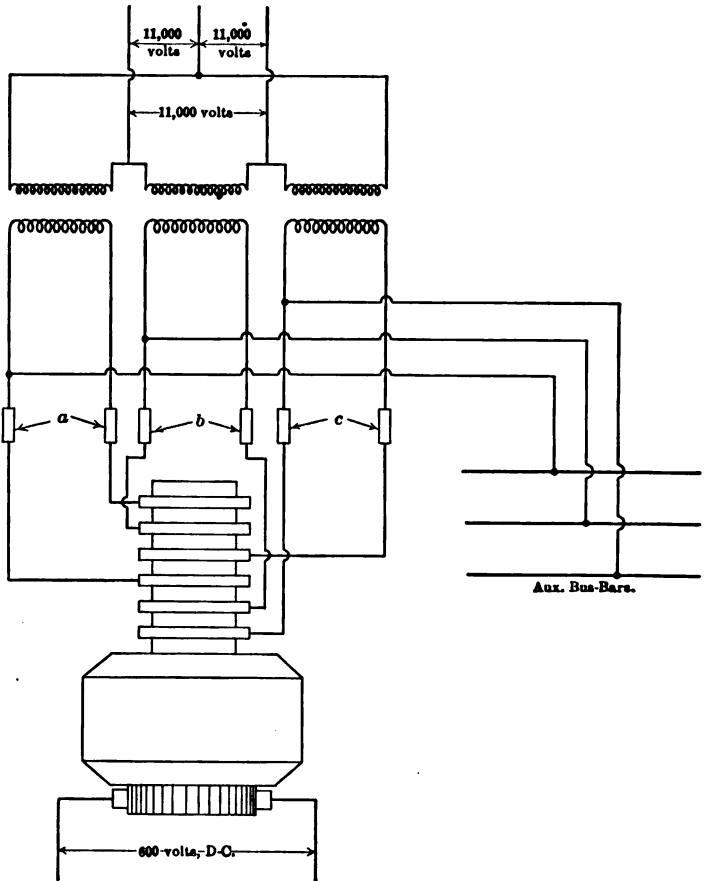 11,000 11,000
volts volts
11,000 volts
a b c
Aux. Bus-Bars.
600 volts, D-C.